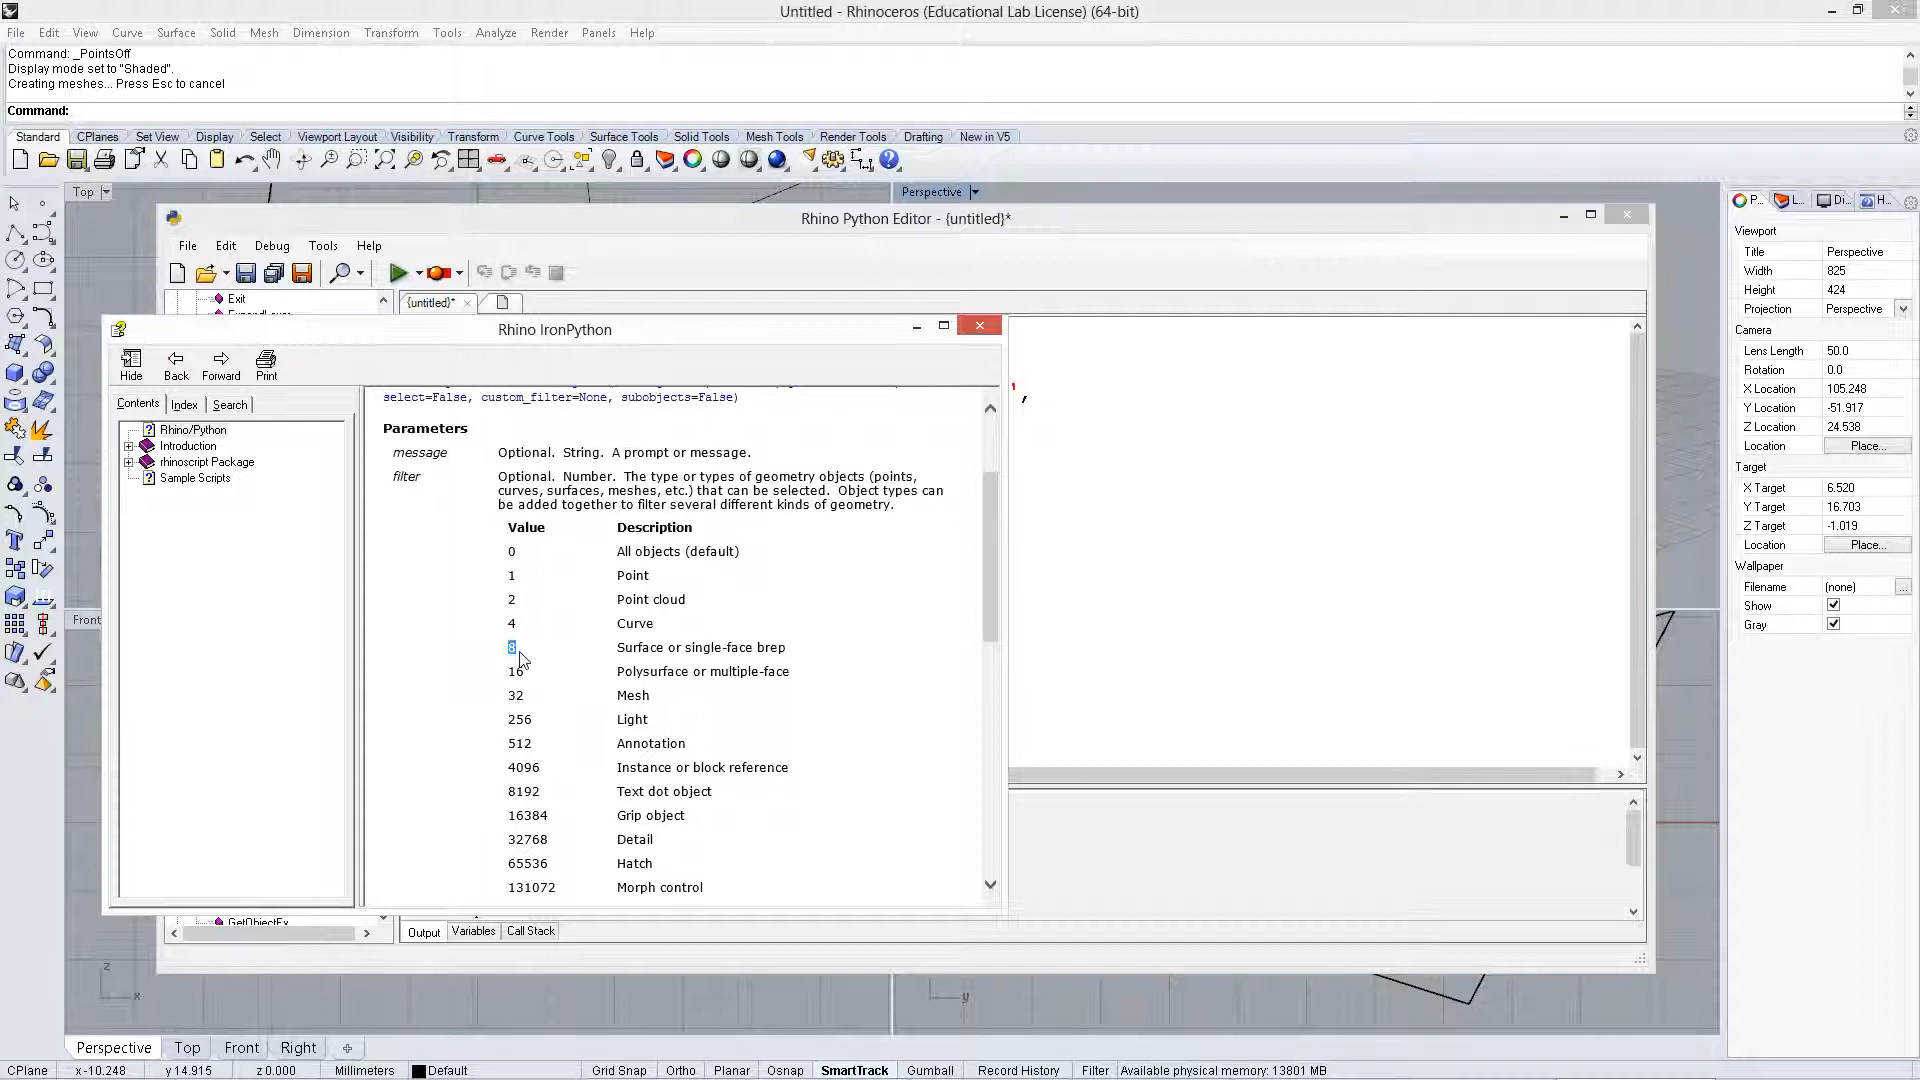 Untitled - Rhinoceros (Educational Lab License) (64-bit)
File Edit View Curve Surface Solid Mesh Dimension Transform Tools Analyze Render Panels Help
Command: _PointsOff
Display mode set to "Shaded".
Creating meshes... Press Esc to cancel
Command:
Standard CPlanes Set View Display Select Viewport Layout Visibility Transform Curve Tools Surface Tools Solid Tools Mesh Tools Render Tools Drafting New in V5
Top
Perspective
P... L... Di... H...
Rhino Python Editor - {untitled}*
File Edit Debug Tools Help
Exit
{untitled}*
Rhino IronPython
Hide Back Forward Print
Contents Index Search
Rhino/Python
Introduction
rhinoscript Package
Sample Scripts
select=False, custom_filter=None, subobjects=False)
Parameters
message Optional. String. A prompt or message.
filter Optional. Number. The type or types of geometry objects (points,
curves, surfaces, meshes, etc.) that can be selected. Object types can
be added together to filter several different kinds of geometry.
Value Description
0 All objects (default)
1 Point
2 Point cloud
4 Curve
8 Surface or single-face brep
16 Polysurface or multiple-face
32 Mesh
256 Light
512 Annotation
4096 Instance or block reference
8192 Text dot object
16384 Grip object
32768 Detail
65536 Hatch
131072 Morph control
' ,
GetObjectEx
Output Variables Call Stack
Front
z
x
y
Viewport
Title Perspective
Width 825
Height 424
Projection Perspective
Camera
Lens Length 50.0
Rotation 0.0
X Location 105.248
Y Location -51.917
Z Location 24.538
Location Place...
Target
X Target 6.520
Y Target 16.703
Z Target -1.019
Location Place...
Wallpaper
Filename (none) ...
Show
Gray
Perspective Top Front Right
CPlane x -10.248 y 14.915 z 0.000 Millimeters Default Grid Snap Ortho Planar Osnap SmartTrack Gumball Record History Filter Available physical memory: 13801 MB